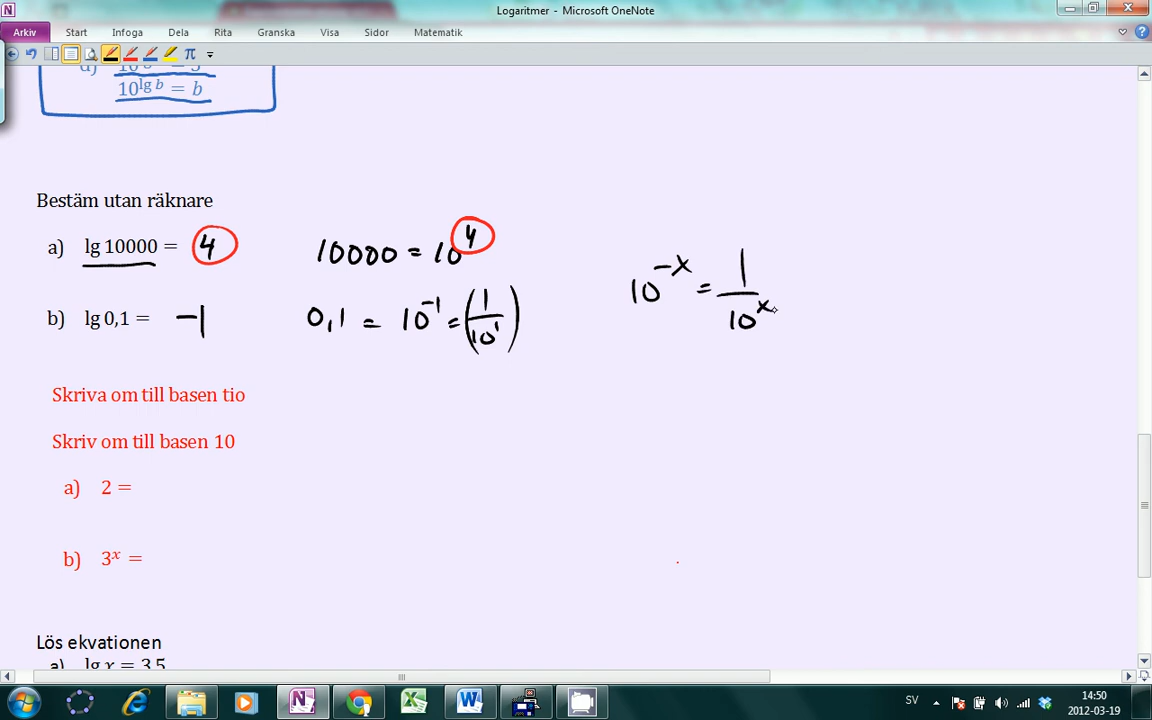 Logaritmer - Microsoft OneNote
Arkiv Start Infoga Dela Rita Granska Visa Sidor Matematik
10^lg b = b
Bestäm utan räknare
a) lg 10000 = 4 10000 = 10^4
10^-x = 1/10^x
b) lg 0,1 = -1 0,1 = 10^-1 = (1/10^1)
Skriva om till basen tio
Skriv om till basen 10
a) 2 =
b) 3^x =
Lös ekvationen
a) lg x = 3,5
SV 14:50
2012-03-19